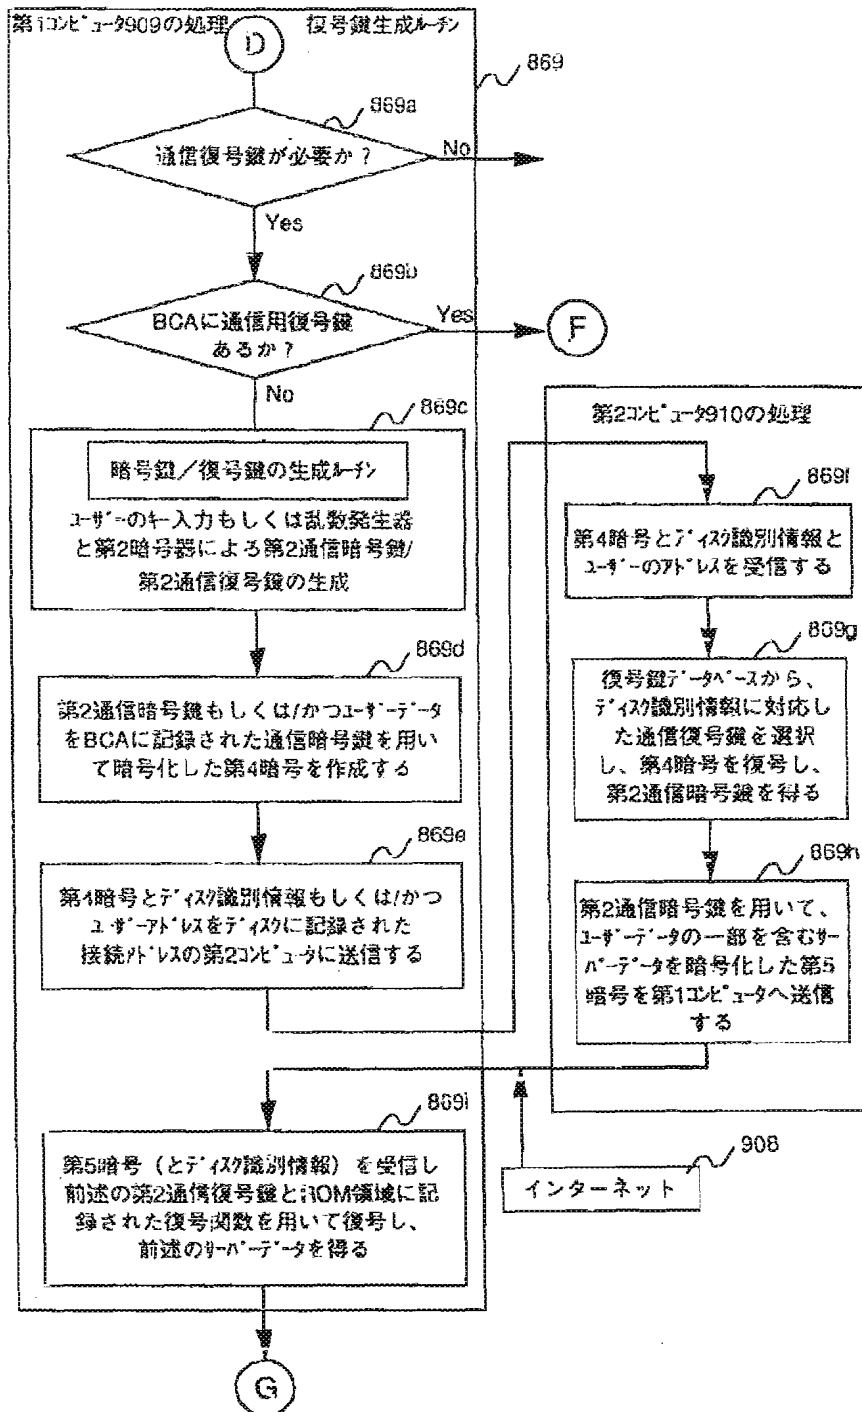 第1ｺﾝﾋﾟｭｰﾀ909の処理 復号鍵生成ﾙｰﾁﾝ
D
869
869a
通信復号鍵が必要か？
No
Yes
869b
BCAに通信用復号鍵
あるか？
Yes
F
No
869c
暗号鍵／復号鍵の生成ﾙｰﾁﾝ
ﾕｰｻﾞｰのｷｰ入力もしくは乱数発生器
と第2暗号器による第2通信暗号鍵/
第2通信復号鍵の生成
869d
第2通信暗号鍵もしくは/かつﾕｰｻﾞｰﾃﾞｰﾀ
をBCAに記録された通信暗号鍵を用い
て暗号化した第4暗号を作成する
869e
第4暗号とﾃﾞｨｽｸ識別情報もしくは/かつ
ﾕｰｻﾞｰｱﾄﾞﾚｽをﾃﾞｨｽｸに記録された
接続ｱﾄﾞﾚｽの第2ｺﾝﾋﾟｭｰﾀに送信する
第2ｺﾝﾋﾟｭｰﾀ910の処理
869f
第4暗号とﾃﾞｨｽｸ識別情報と
ﾕｰｻﾞｰのｱﾄﾞﾚｽを受信する
869g
復号鍵ﾃﾞｰﾀﾍﾞｰｽから、
ﾃﾞｨｽｸ識別情報に対応し
た通信復号鍵を選択
し、第4暗号を復号し、
第2通信暗号鍵を得る
869h
第2通信暗号鍵を用いて、
ﾕｰｻﾞｰﾃﾞｰﾀの一部を含むｻｰ
ﾊﾞｰﾃﾞｰﾀを暗号化した第5
暗号を第1ｺﾝﾋﾟｭｰﾀへ送信
する
869i
第5暗号（とﾃﾞｨｽｸ識別情報）を受信し
前述の第2通信復号鍵とROM領域に記
録された復号関数を用いて復号し、
前述のｻｰﾊﾞｰﾃﾞｰﾀを得る
908
インターネット
G